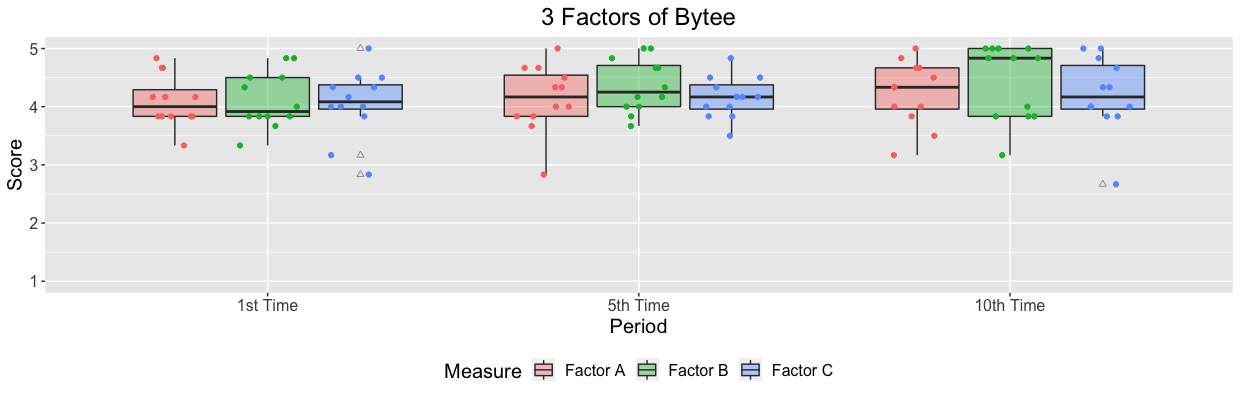 3 Factors of Bytee
Score
5
4
3
2
1
1st Time 5th Time 10th Time
Period
Measure Factor A Factor B Factor C